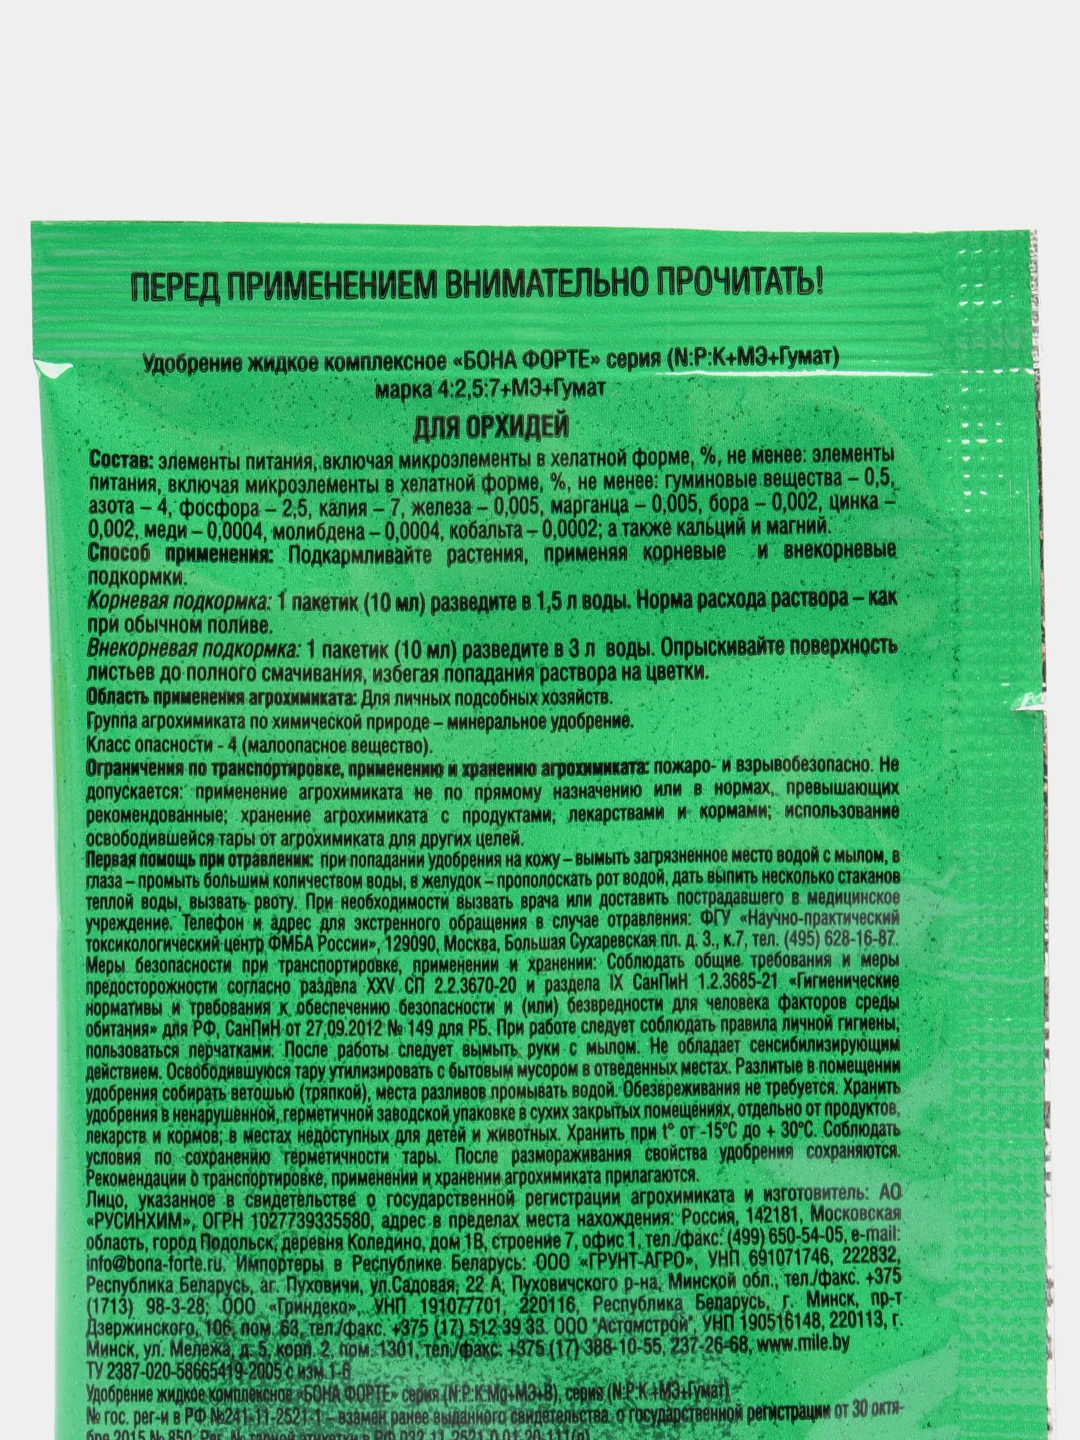 ПЕРЕД ПРИМЕНЕНИЕМ ВНИМАТЕЛЬНО ПРОЧИТАТЬ!
Удобрение жидкое комплексное «БОНА ФОРТЕ» серия (N:P:K+МЭ+Гумат)
марка 4:2,5:7+МЭ+Гумат
ДЛЯ ОРХИДЕЙ
Состав: элементы питания, включая микроэлементы в хелатной форме, %, не менее: элементы
питания, включая микроэлементы в хелатной форме, %, не менее: гуминовые вещества – 0,5,
азота – 4, фосфора – 2,5, калия – 7, железа – 0,005, марганца – 0,005, бора – 0,002, цинка –
0,002, меди – 0,0004, молибдена – 0,0004, кобальта – 0,0002; а также кальций и магний.
Способ применения: Подкармливайте растения, применяя корневые и внекорневые
подкормки.
Корневая подкормка: 1 пакетик (10 мл) разведите в 1,5 л воды. Норма расхода раствора – как
при обычном поливе.
Внекорневая подкормка: 1 пакетик (10 мл) разведите в 3 л воды. Опрыскивайте поверхность
листьев до полного смачивания, избегая попадания раствора на цветки.
Область применения агрохимиката: Для личных подсобных хозяйств.
Группа агрохимиката по химической природе – минеральное удобрение.
Класс опасности - 4 (малоопасное вещество).
Ограничения по транспортировке, применению и хранению агрохимиката: пожаро- и взрывобезопасно. Не
допускается: применение агрохимиката не по прямому назначению или в нормах, превышающих
рекомендованные; хранение агрохимиката с продуктами, лекарствами и кормами; использование
освободившейся тары от агрохимиката для других целей.
Первая помощь при отравлении: при попадании удобрения на кожу – вымыть загрязненное место водой с мылом, в
глаза – промыть большим количеством воды, в желудок – прополоскать рот водой, дать выпить несколько стаканов
теплой воды, вызвать рвоту. При необходимости вызвать врача или доставить пострадавшего в медицинское
учреждение. Телефон и адрес для экстренного обращения в случае отравления: ФГУ «Научно-практический
токсикологический центр ФМБА России», 129090, Москва, Большая Сухаревская пл. д. 3., к.7, тел. (495) 628-16-87.
Меры безопасности при транспортировке, применении и хранении: Соблюдать общие требования и меры
предосторожности согласно раздела XXV СП 2.2.3670-20 и раздела IX СанПиН 1.2.3685-21 «Гигиенические
нормативы и требования к обеспечению безопасности и (или) безвредности для человека факторов среды
обитания» для РФ, СанПиН от 27.09.2012 № 149 для РБ. При работе следует соблюдать правила личной гигиены,
пользоваться перчатками. После работы следует вымыть руки с мылом. Не обладает сенсибилизирующим
действием. Освободившуюся тару утилизировать с бытовым мусором в отведенных местах. Разлитые в помещении
удобрения собирать ветошью (тряпкой), места разливов промывать водой. Обезвреживания не требуется. Хранить
удобрения в ненарушенной, герметичной заводской упаковке в сухих закрытых помещениях, отдельно от продуктов,
лекарств и кормов; в местах недоступных для детей и животных. Хранить при t° от -15°C до + 30°C. Соблюдать
условия по сохранению герметичности тары. После размораживания свойства удобрения сохраняются.
Рекомендации о транспортировке, применении и хранении агрохимиката прилагаются.
Лицо, указанное в свидетельстве о государственной регистрации агрохимиката и изготовитель: АО
«РУСИНХИМ», ОГРН 1027739335580, адрес в пределах места нахождения: Россия, 142181, Московская
область, город Подольск, деревня Коледино, дом 1В, строение 7, офис 1, тел./факс: (499) 650-54-05, e-mail:
info@bona-forte.ru. Импортеры в Республике Беларусь: ООО «ГРУНТ-АГРО», УНП 691071746, 222832,
Республика Беларусь, аг. Пуховичи, ул.Садовая, 22 А, Пуховичского р-на, Минской обл., тел./факс. +375
(1713) 98-3-28; ООО «Гриндеко», УНП 191077701, 220116, Республика Беларусь, г. Минск, пр-т
Дзержинского, 106, пом. 63, тел./факс. +375 (17) 512 39 33. ООО "Астомстрой", УНП 190516148, 220113, г.
Минск, ул. Мележа, д. 5, корп. 2, пом. 1301, тел./факс: +375 (17) 388-10-55, 237-26-68, www.mile.by
ТУ 2387-020-58665419-2005 с изм.1-6
Удобрение жидкое комплексное «БОНА ФОРТЕ» серия (N:P:K:Mg+МЭ+В), серия (N:P:K +МЭ+Гумат)
№ гос. рег-и в РФ №241-11-2521-1 – взамен ранее выданного свидетельства о государственной регистрации от 30 октя-
бря 2015 № 850; Рег. № тарной этикетки в РФ 032-11-2521-0,01-20-111(п)